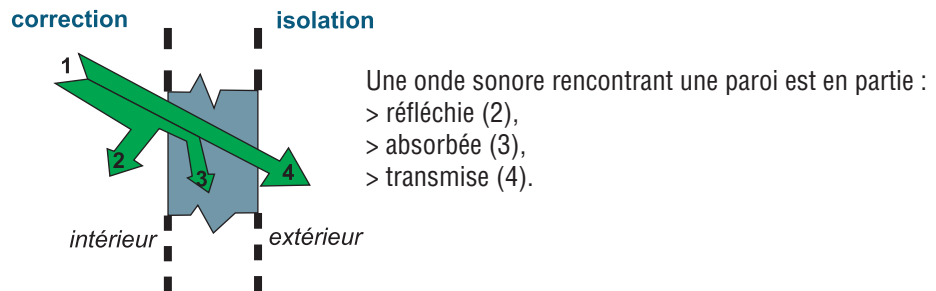 correction
isolation
1
2
3
4
intérieur
extérieur
Une onde sonore rencontrant une paroi est en partie :
> réfléchie (2),
> absorbée (3),
> transmise (4).